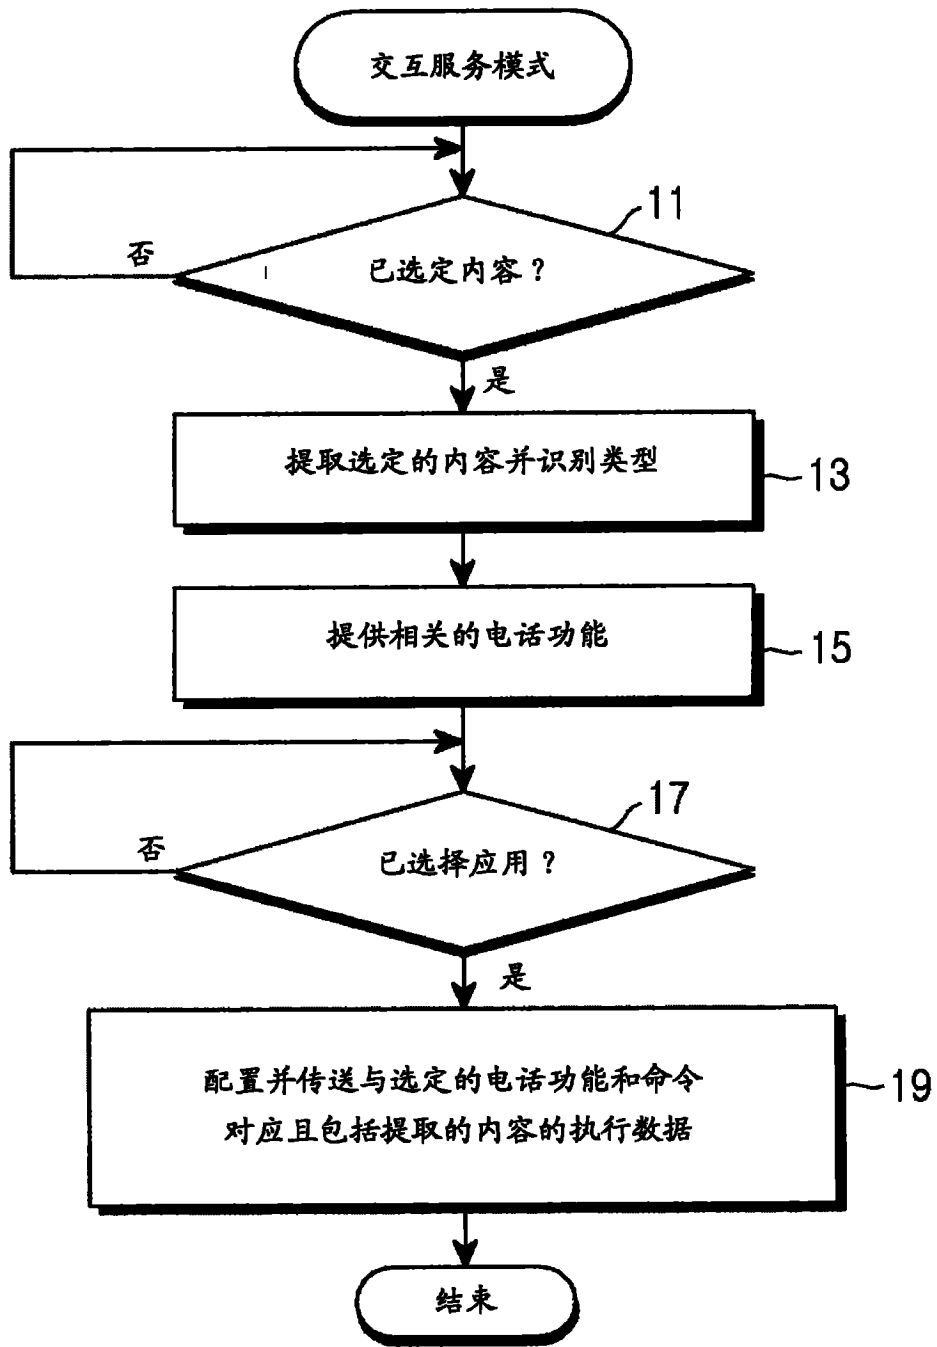 交互服务模式
11
否
已选定内容？
是
提取选定的内容并识别类型
13
提供相关的电话功能
15
17
否
已选择应用？
是
配置并传送与选定的电话功能和命令
对应且包括提取的内容的执行数据
19
结束